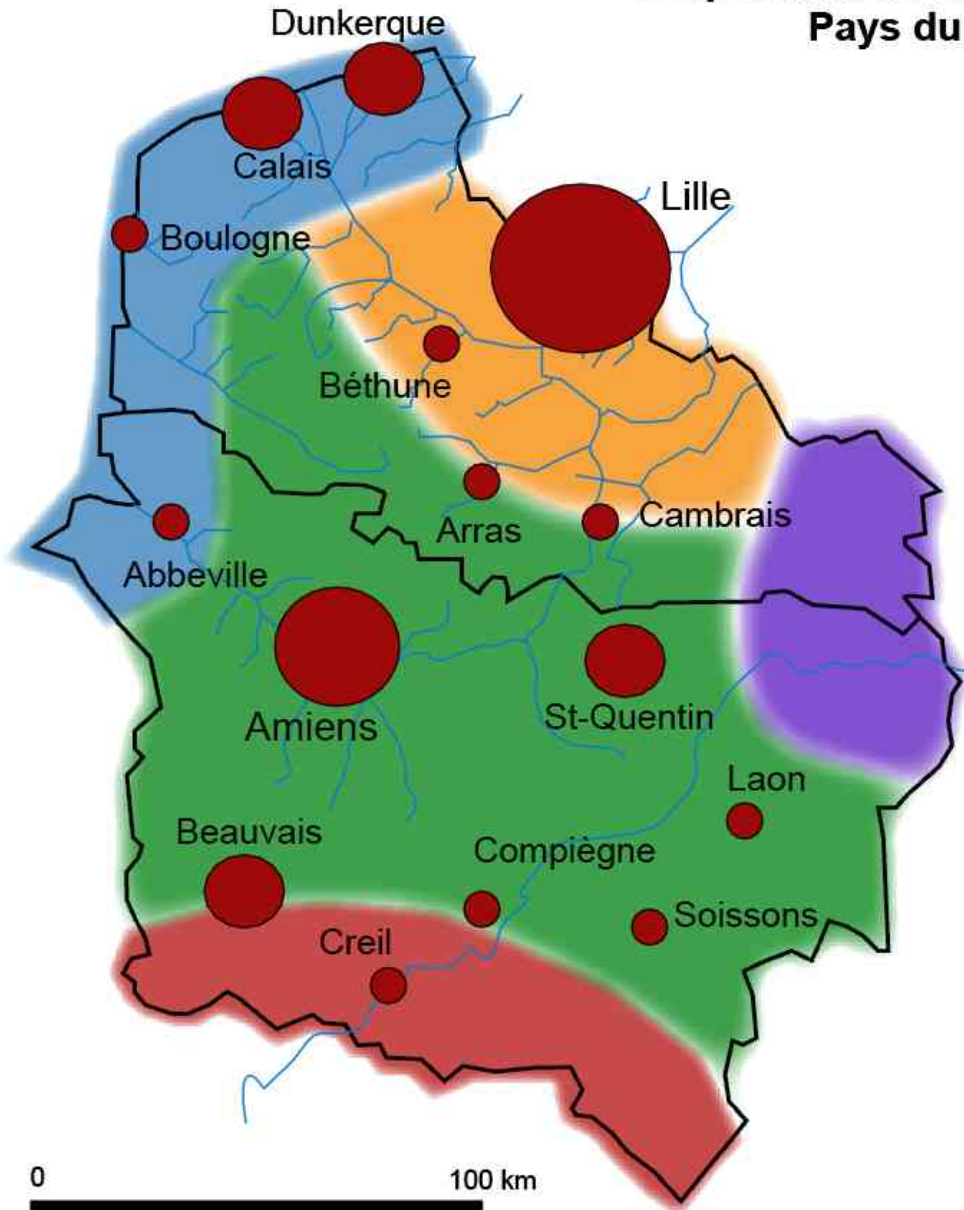 Pays du
Dunkerque
Calais
Lille
Boulogne
Béthune
Arras
Cambrais
Abbeville
Amiens
St-Quentin
Laon
Beauvais
Compiègne
Soissons
Creil
0
100 km